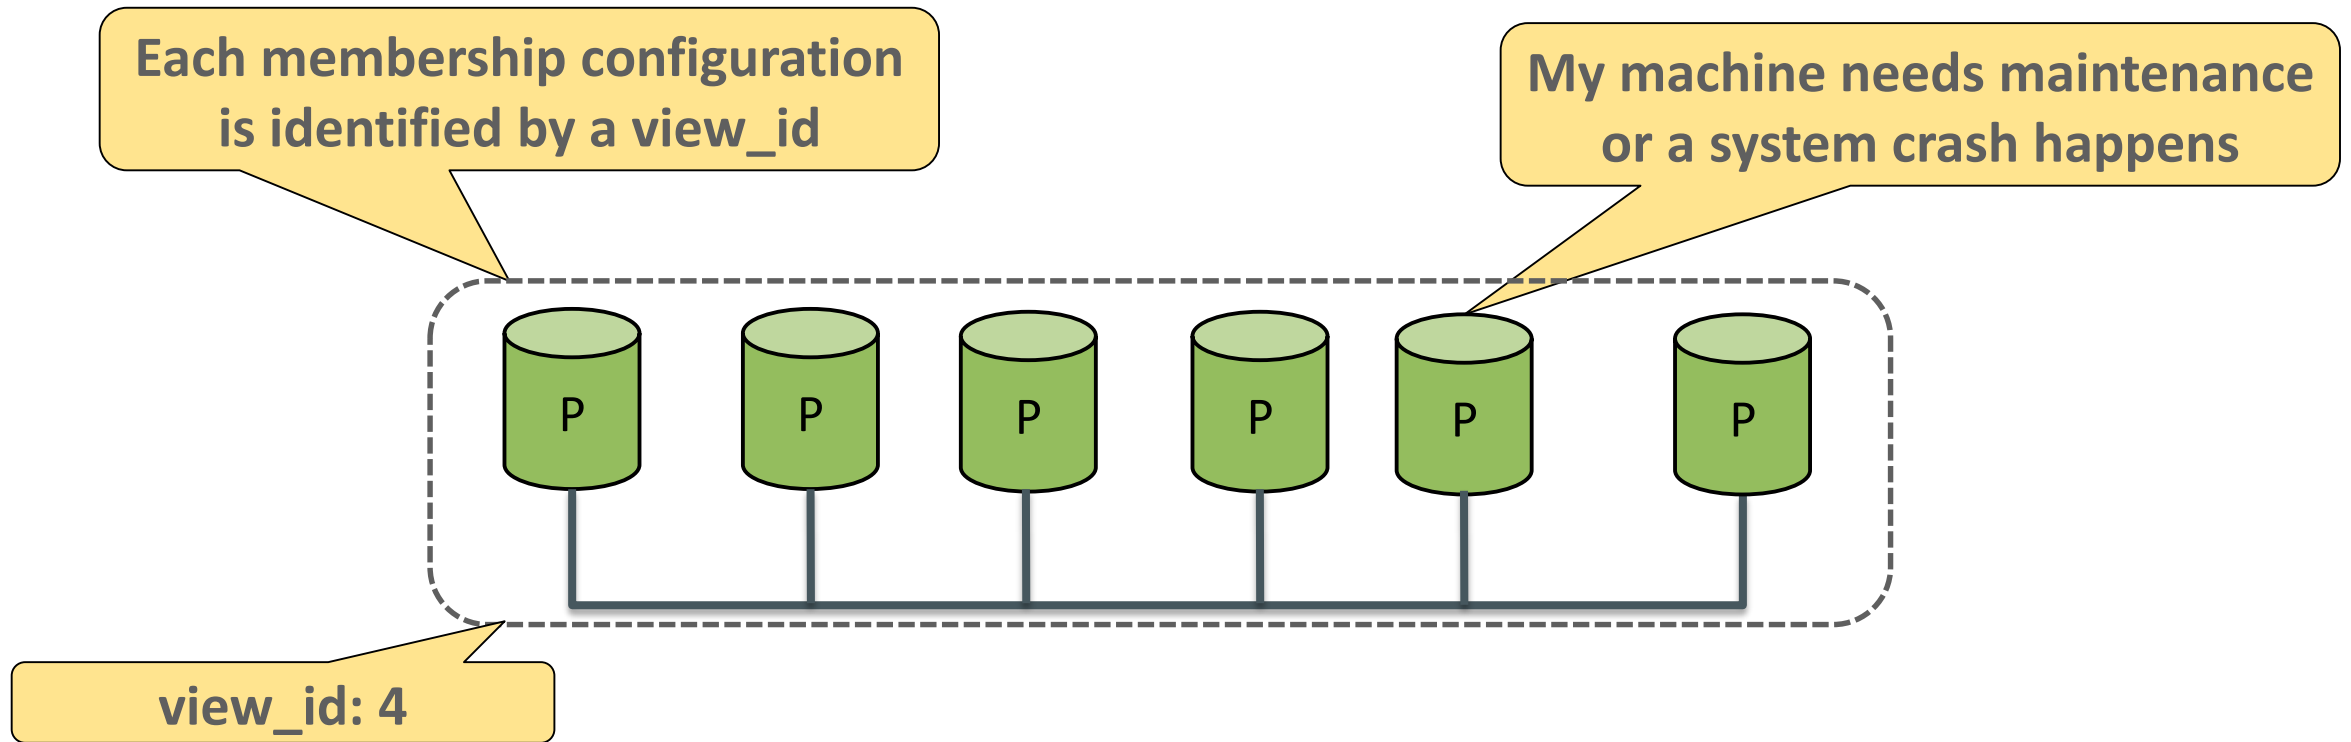 Each membership configuration
is identified by a view_id
My machine needs maintenance
or a system crash happens
P
P
P
P
P
P
view_id: 4